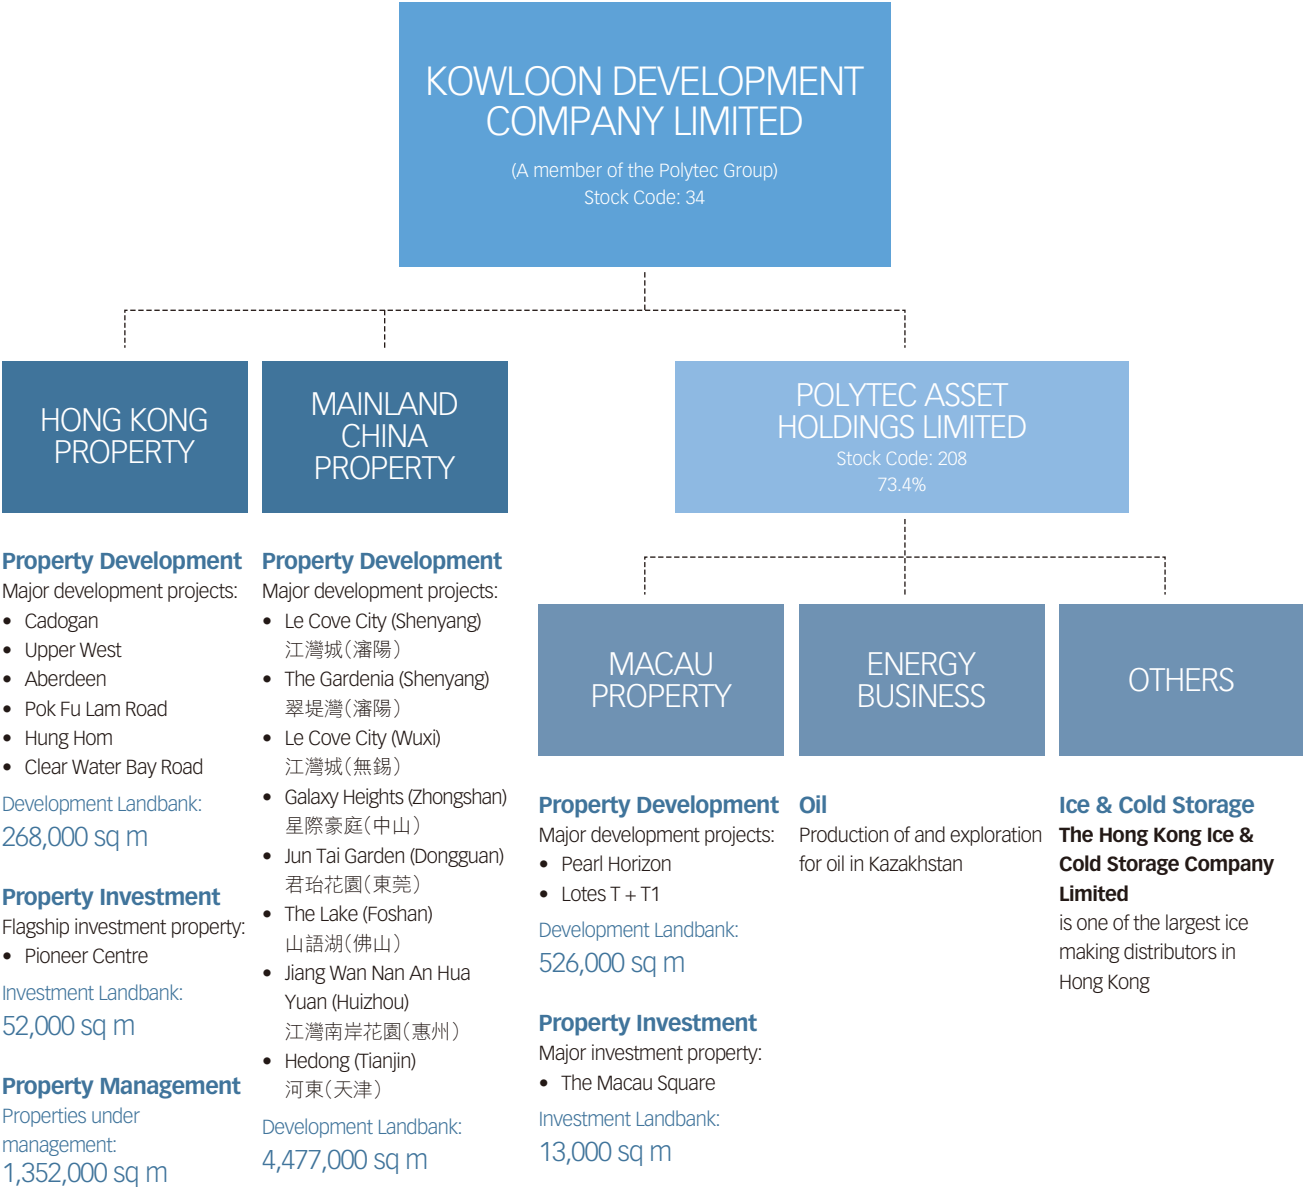 KOWLOON DEVELOPMENT
COMPANY LIMITED
(A member of the Polytec Group)
Stock Code: 34
HONG KONG
PROPERTY
Property Development
Major development projects:
• Cadogan
• Upper West
• Aberdeen
• Pok Fu Lam Road
• Hung Hom
• Clear Water Bay Road
Development Landbank:
268,000 sq m
Property Investment
Flagship investment property:
• Pioneer Centre
Investment Landbank:
52,000 sq m
Property Management
Properties under
management:
1,352,000 sq m
MAINLAND
CHINA
PROPERTY
Property Development
Major development projects:
• Le Cove City (Shenyang)
江灣城（瀋陽）
• The Gardenia (Shenyang)
翠堤灣（瀋陽）
• Le Cove City (Wuxi)
江灣城（無錫）
• Galaxy Heights (Zhongshan)
星際豪庭（中山）
• Jun Tai Garden (Dongguan)
君珆花園（東莞）
• The Lake (Foshan)
山語湖（佛山）
• Jiang Wan Nan An Hua
Yuan (Huizhou)
江灣南岸花園（惠州）
• Hedong (Tianjin)
河東（天津）
Development Landbank:
4,477,000 sq m
POLYTEC ASSET
HOLDINGS LIMITED
Stock Code: 208
73.4%
MACAU
PROPERTY
Property Development
Major development projects:
• Pearl Horizon
• Lotes T + T1
Development Landbank:
526,000 sq m
Property Investment
Major investment property:
• The Macau Square
Investment Landbank:
13,000 sq m
ENERGY
BUSINESS
Oil
Production of and exploration
for oil in Kazakhstan
OTHERS
Ice & Cold Storage
The Hong Kong Ice &
Cold Storage Company
Limited
is one of the largest ice
making distributors in
Hong Kong